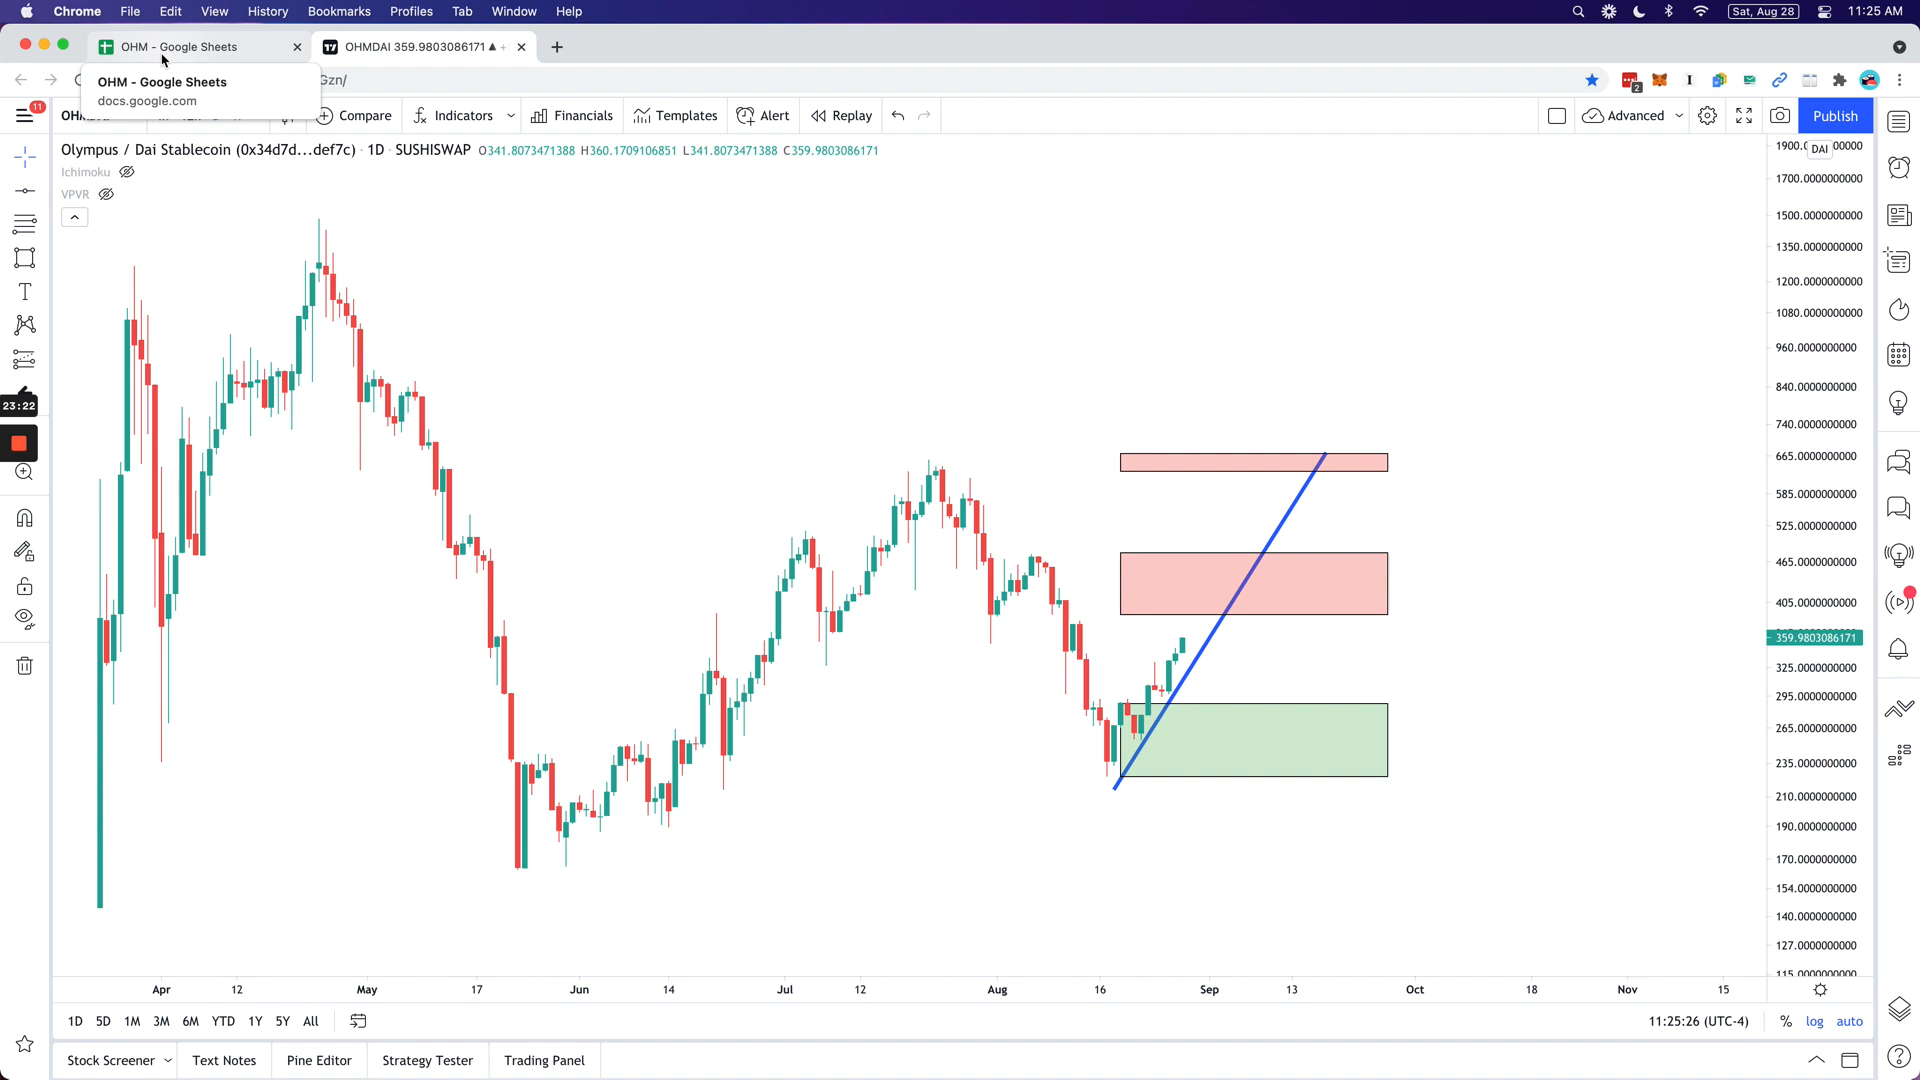 Chrome File Edit View History Bookmarks Profiles Tab Window Help Sat, Aug 28 11:25 AM
OHM - Google Sheets OHMDAI 359.9803086171 ▲ +
OHM - Google Sheets
docs.google.com
Gzn/
2
11
Compare Indicators Financials Templates Alert Replay Advanced Publish
Olympus / Dai Stablecoin (0x34d7d...def7c) · 1D · SUSHISWAP O341.8073471388 H360.1709106851 L341.8073471388 C359.9803086171
Ichimoku
VPVR
DAI
1700.0000000000
1500.0000000000
1350.0000000000
1200.0000000000
1080.0000000000
960.0000000000
840.0000000000
740.0000000000
665.0000000000
585.0000000000
525.0000000000
465.0000000000
405.0000000000
359.9803086171
325.0000000000
295.0000000000
265.0000000000
235.0000000000
210.0000000000
190.0000000000
170.0000000000
154.0000000000
140.0000000000
127.0000000000
115.0000000000
T
23:22
Apr 12 May 17 Jun 14 Jul 12 Aug 16 Sep 13 Oct 18 Nov 15
1D 5D 1M 3M 6M YTD 1Y 5Y All 11:25:26 (UTC-4) % log auto
Stock Screener Text Notes Pine Editor Strategy Tester Trading Panel